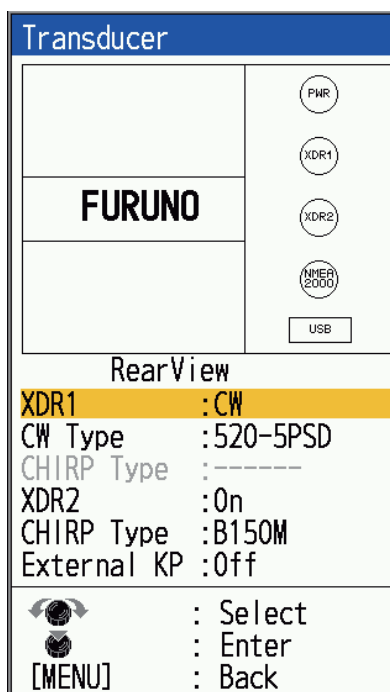 Transducer
PWR
XDR1
FURUNO
XDR2
NMEA
2000
USB
RearView
XDR1 :CW
CW Type :520-5PSD
CHIRP Type :------
XDR2 :On
CHIRP Type :B150M
External KP :Off
: Select
: Enter
[MENU] : Back